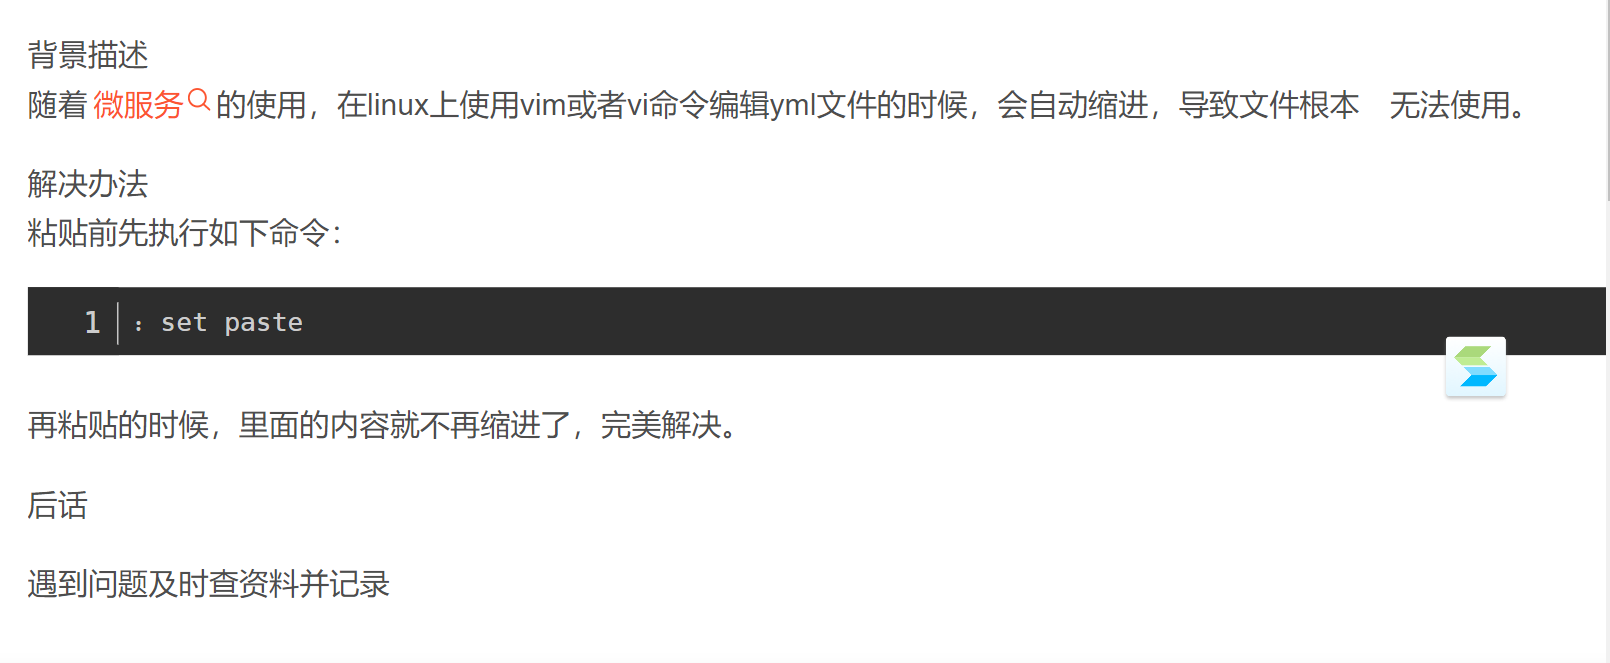 背景描述
随着 微服务 的使用，在linux上使用vim或者vi命令编辑yml文件的时候，会自动缩进，导致文件根本　无法使用。
解决办法
粘贴前先执行如下命令：
1 ：set paste
再粘贴的时候，里面的内容就不再缩进了，完美解决。
后话
遇到问题及时查资料并记录